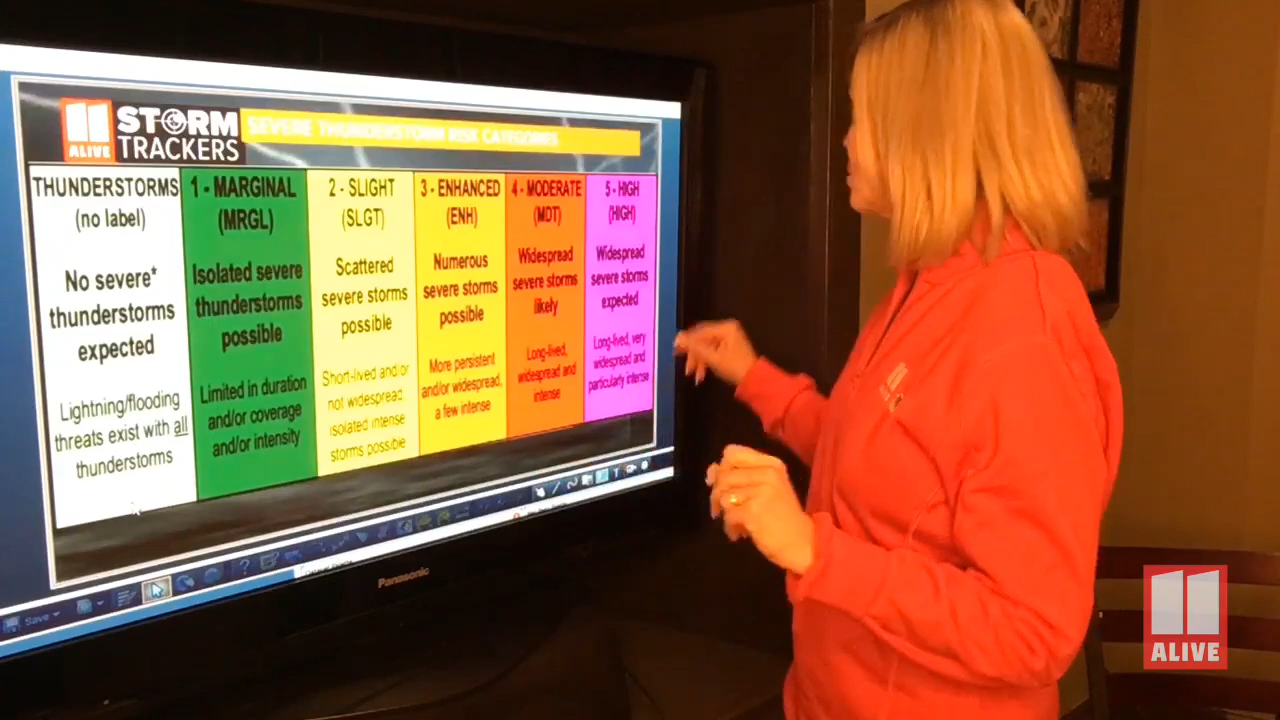 11
ALIVE
STORM
TRACKERS
SEVERE THUNDERSTORM RISK CATEGORIES
THUNDERSTORMS
(no label)
No severe*
thunderstorms
expected
Lightning/flooding
threats exist with all
thunderstorms
1 - MARGINAL
(MRGL)
Isolated severe
thunderstorms
possible
Limited in duration
and/or coverage
and/or intensity
2 - SLIGHT
(SLGT)
Scattered
severe storms
possible
Short-lived and/or
not widespread,
isolated intense
storms possible
3 - ENHANCED
(ENH)
Numerous
severe storms
possible
More persistent
and/or widespread,
a few intense
4 - MODERATE
(MDT)
Widespread
severe storms
likely
Long-lived,
widespread and
intense
5 - HIGH
(HIGH)
Widespread
severe storms
expected
Long-lived, very
widespread and
particularly intense
Save
Panasonic
11
11
ALIVE